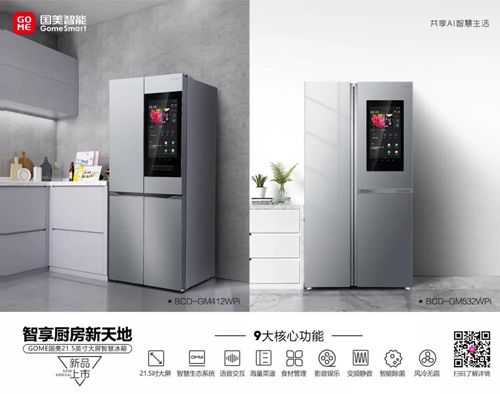 GO
ME
国美智能
GomeSmart
共享AI智慧生活
BCD-GM412WPi
BCD-GM532WPi
智享厨房新天地
GOME国美21.5英寸大屏智慧冰箱
新品
NEW
ARRIVAL
上市
9大核心功能
21.5吋大屏
智慧生态系统
语音交互
海量菜谱
食材管理
影音娱乐
变频静音
智能除菌
风冷无霜
扫码了解详情